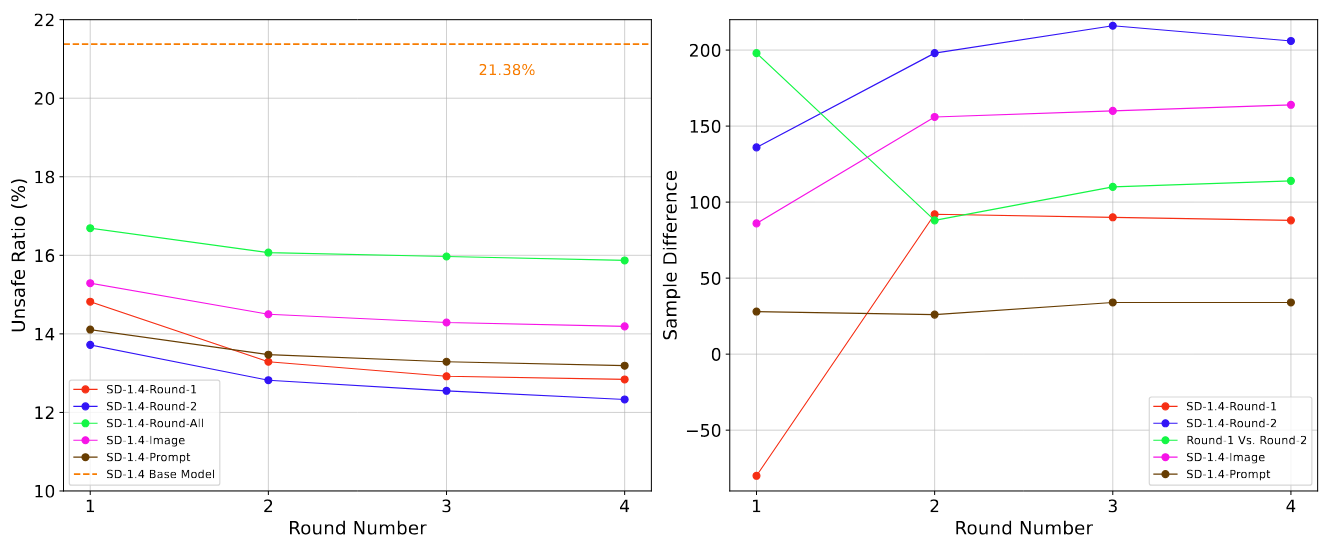 22
20
18
16
14
12
10
Unsafe Ratio (%)
21.38%
SD-1.4-Round-1
SD-1.4-Round-2
SD-1.4-Round-All
SD-1.4-Image
SD-1.4-Prompt
SD-1.4 Base Model
1 2 3 4
Round Number
200
150
100
50
0
−50
Sample Difference
SD-1.4-Round-1
SD-1.4-Round-2
Round-1 Vs. Round-2
SD-1.4-Image
SD-1.4-Prompt
1 2 3 4
Round Number